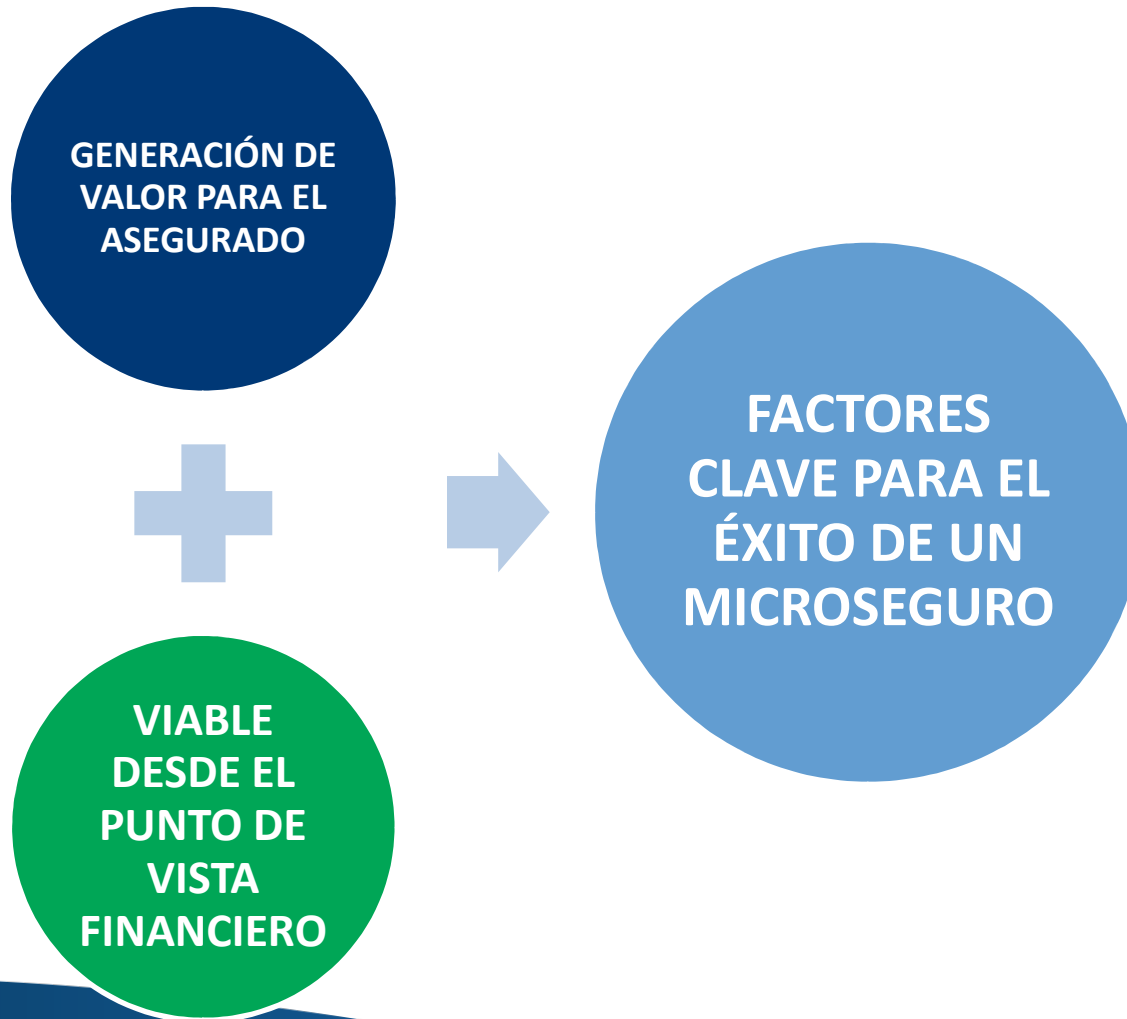 GENERACIÓN DE
VALOR PARA EL
ASEGURADO
VIABLE
DESDE EL
PUNTO DE
VISTA
FINANCIERO
FACTORES
CLAVE PARA EL
ÉXITO DE UN
MICROSEGURO